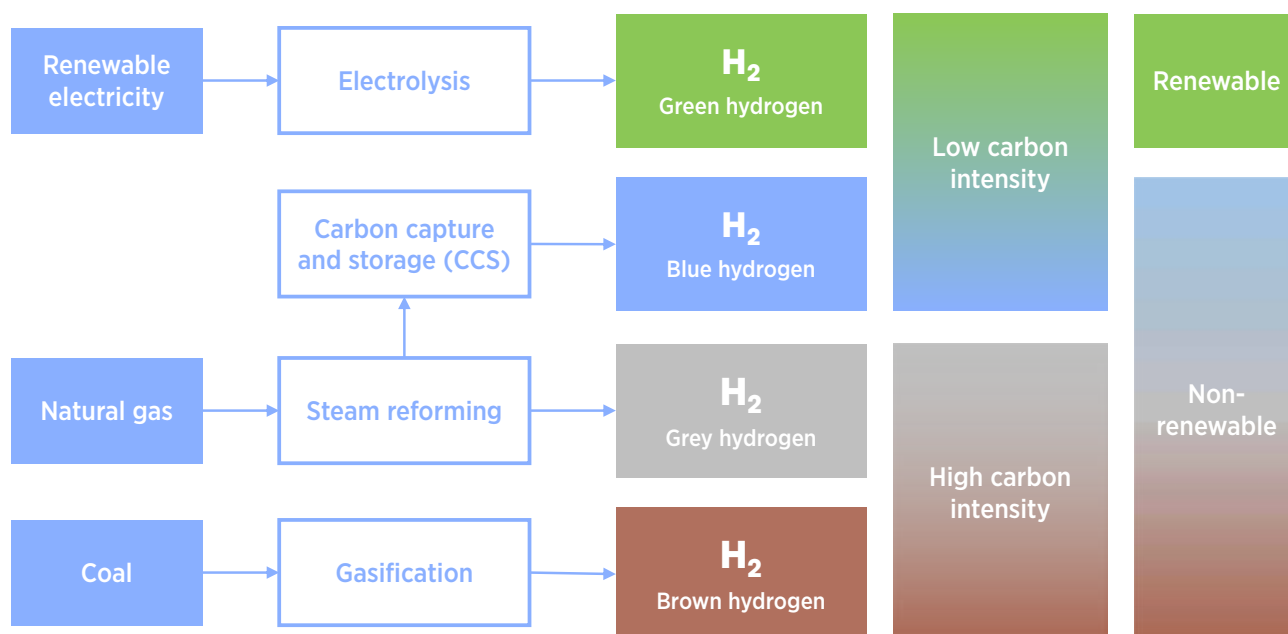 Renewable
electricity
Electrolysis
H₂
Green hydrogen
Low carbon
intensity
Renewable
Carbon capture
and storage (CCS)
H₂
Blue hydrogen
Natural gas
Steam reforming
H₂
Grey hydrogen
High carbon
intensity
Non-
renewable
Coal
Gasification
H₂
Brown hydrogen